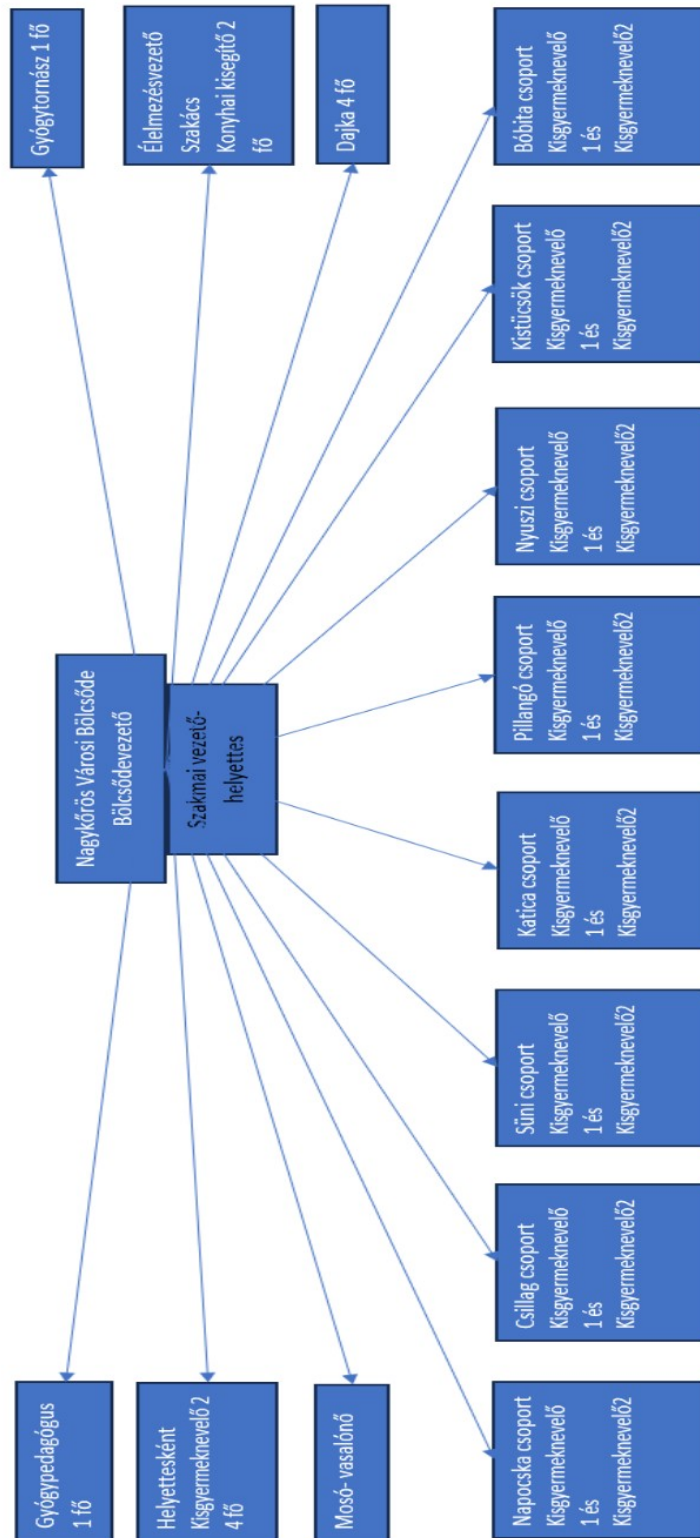 Nagykőrös Városi Bölcsőde
Bölcsődevezető
Szakmai vezető-
helyettes
Gyógypedagógus
1 fő
Gyógytornász 1 fő
Helyettesként
Kisgyermeknevelő 2
4 fő
Élelmezésvezető
Szakács
Konyhai kisegítő 2
fő
Mosó- vasalónő
Dajka 4 fő
Napocska csoport
Kisgyermeknevelő
1 és
Kisgyermeknevelő2
Csillag csoport
Kisgyermeknevelő
1 és
Kisgyermeknevelő2
Süni csoport
Kisgyermeknevelő
1 és
Kisgyermeknevelő2
Katica csoport
Kisgyermeknevelő
1 és
Kisgyermeknevelő2
Pillangó csoport
Kisgyermeknevelő
1 és
Kisgyermeknevelő2
Nyuszi csoport
Kisgyermeknevelő
1 és
Kisgyermeknevelő2
Kistücsök csoport
Kisgyermeknevelő
1 és
Kisgyermeknevelő2
Bóbita csoport
Kisgyermeknevelő
1 és
Kisgyermeknevelő2